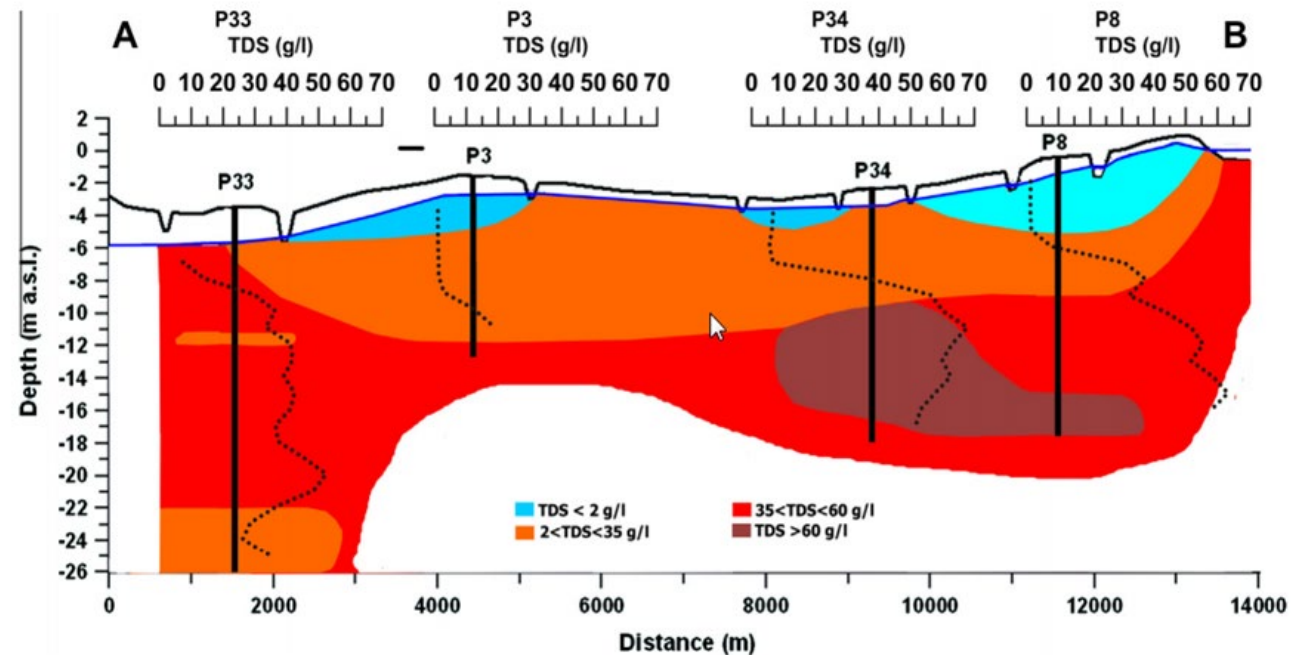 A
P33
TDS (g/l)
0 10 20 30 40 50 60 70
P3
TDS (g/l)
0 10 20 30 40 50 60 70
P34
TDS (g/l)
0 10 20 30 40 50 60 70
P8
TDS (g/l)
0 10 20 30 40 50 60 70
B
Depth (m a.s.l.)
2
0
-2
-4
-6
-8
-10
-12
-14
-16
-18
-20
-22
-24
-26
P33
P3
P34
P8
TDS < 2 g/l
2<TDS<35 g/l
35<TDS<60 g/l
TDS >60 g/l
0 2000 4000 6000 8000 10000 12000 14000
Distance (m)